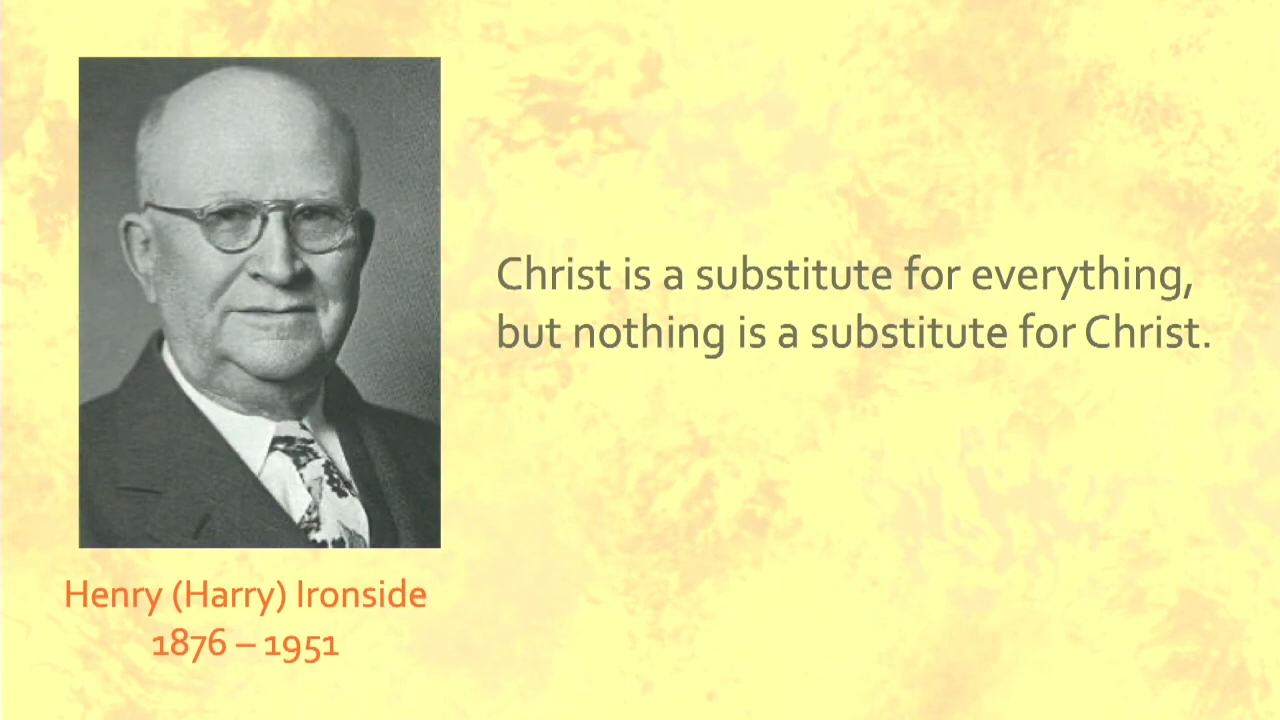 Christ is a substitute for everything,
but nothing is a substitute for Christ.
Henry (Harry) Ironside
1876 – 1951